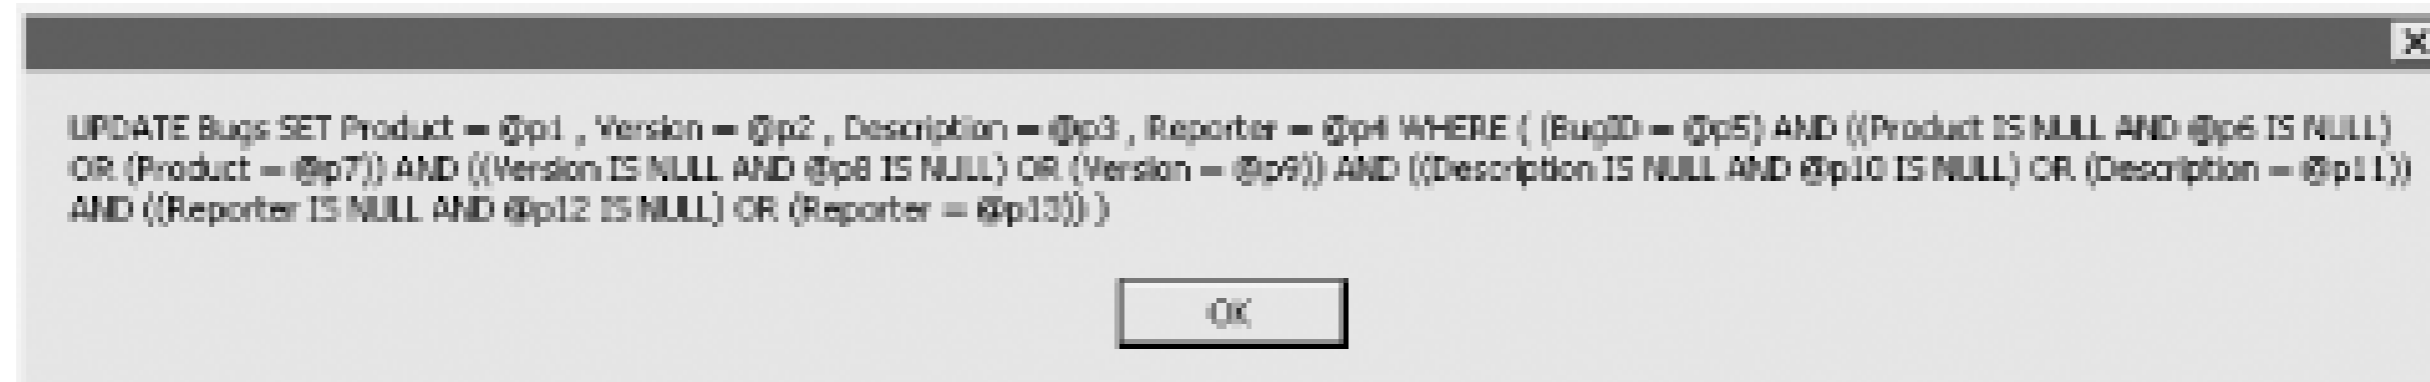 UPDATE Bugs SET Product = @p1 , Version = @p2 , Description = @p3 , Reporter = @p4 WHERE ( (BugID = @p5) AND ((Product IS NULL AND @p6 IS NULL)
OR (Product = @p7)) AND ((Version IS NULL AND @p8 IS NULL) OR (Version = @p9)) AND ((Description IS NULL AND @p10 IS NULL) OR (Description = @p11))
AND ((Reporter IS NULL AND @p12 IS NULL) OR (Reporter = @p13)) )
OK